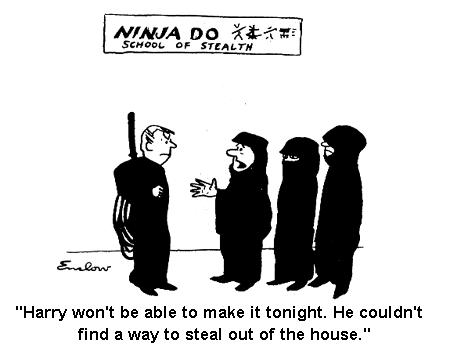 NINJA DO
SCHOOL OF STEALTH
Enslow
"Harry won't be able to make it tonight. He couldn't
find a way to steal out of the house."